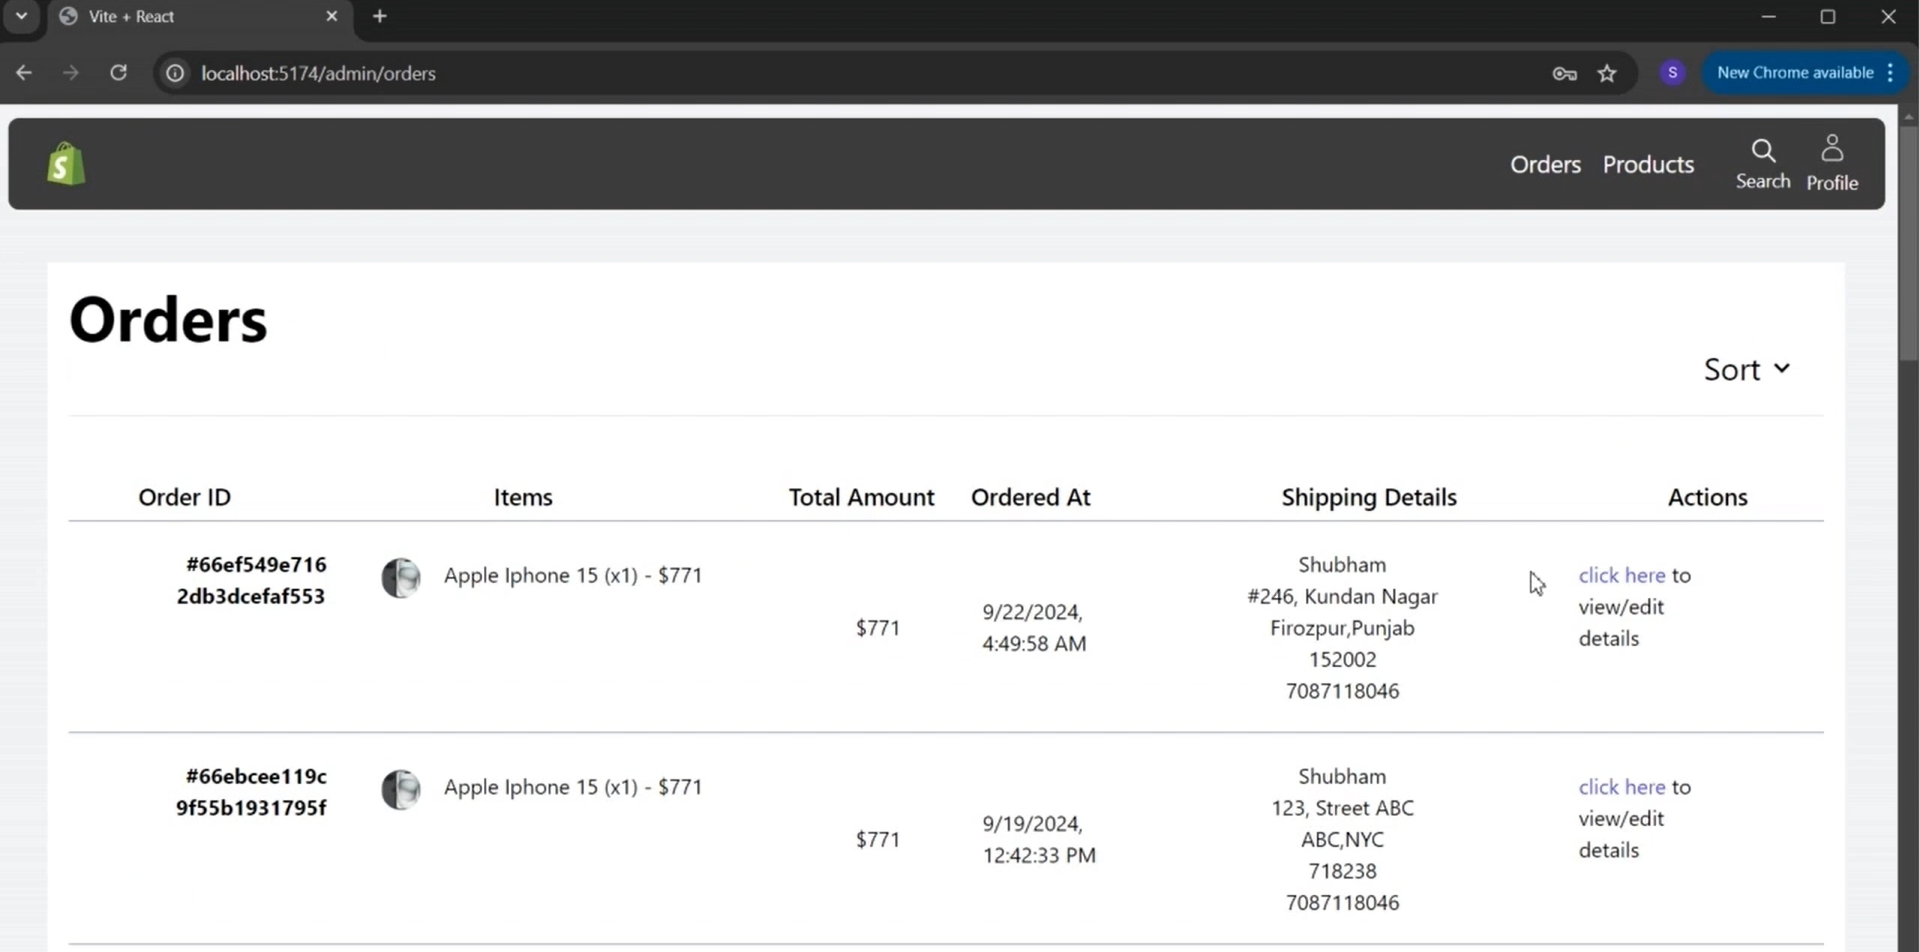 Vite + React
localhost:5174/admin/orders
S
New Chrome available
S
Orders
Products
Search
Profile
Orders
Sort
Order ID
Items
Total Amount
Ordered At
Shipping Details
Actions
#66ef549e716
2db3dcefaf553
Apple Iphone 15 (x1) - $771
$771
9/22/2024,
4:49:58 AM
Shubham
#246, Kundan Nagar
Firozpur,Punjab
152002
7087118046
click here to
view/edit
details
#66ebcee119c
9f55b1931795f
Apple Iphone 15 (x1) - $771
$771
9/19/2024,
12:42:33 PM
Shubham
123, Street ABC
ABC,NYC
718238
7087118046
click here to
view/edit
details